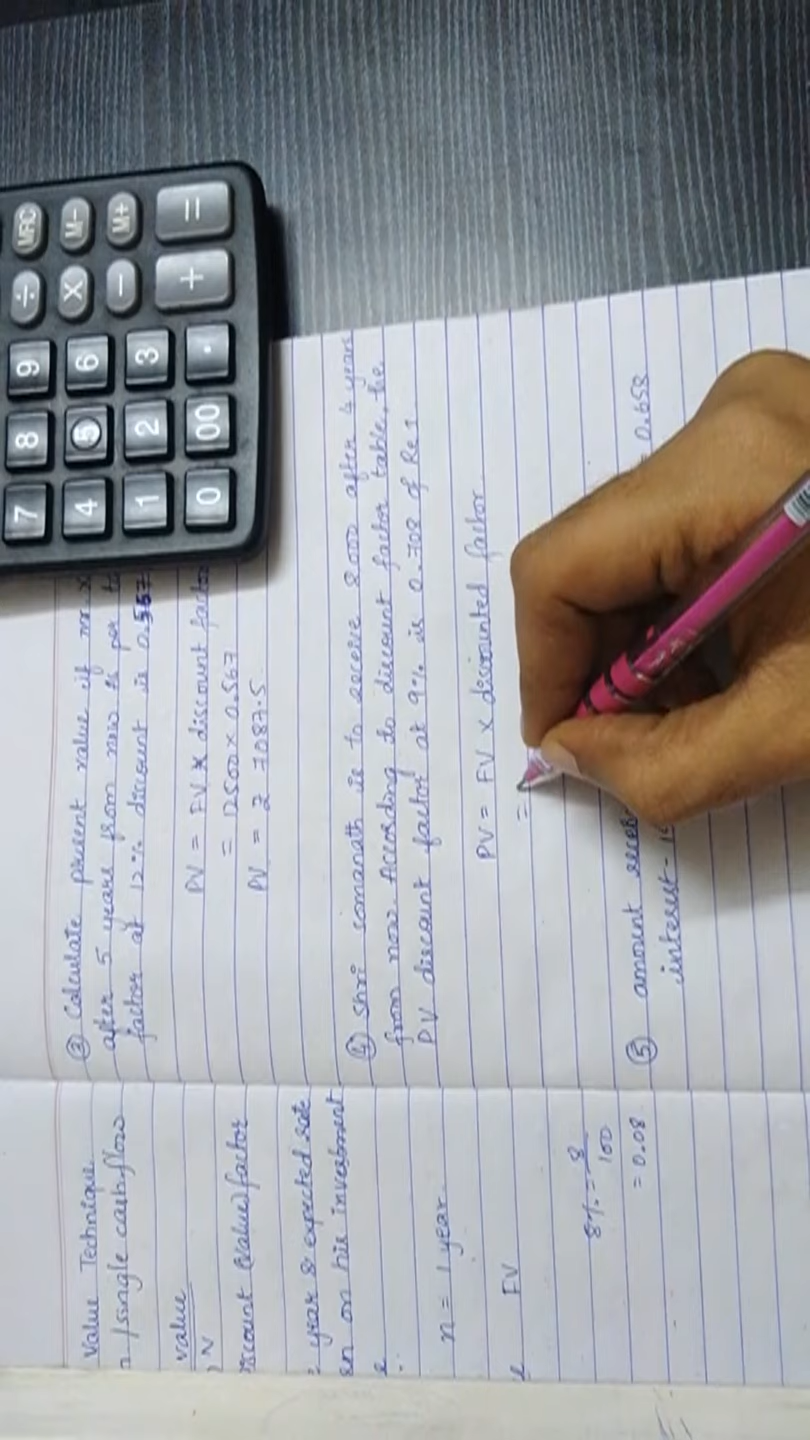 Value Technique
n/single cashflow
value
N
scount (Value) factor
year & expected rate
en on his investment
n = 1 year.
FV
8% = 8
100
= 0.08
③ Calculate present value if
after 5 years from now Rs per
factor at 12% discount is 0.567
PV = FV X discount factor
= 12500 x 0.567
PV = 7087.5
④ Shri somanath is to receive 8000 after 4 years
from now. According to discount factor table, the
PV discount factor at 9% is 0.708 of Re 1.
PV = FV x discounted factor
=
⑤ amount
interest-
0.658
MRC M- M+ =
÷ X - +
9 6 3 .
8 5 2 00
7 4 1 0